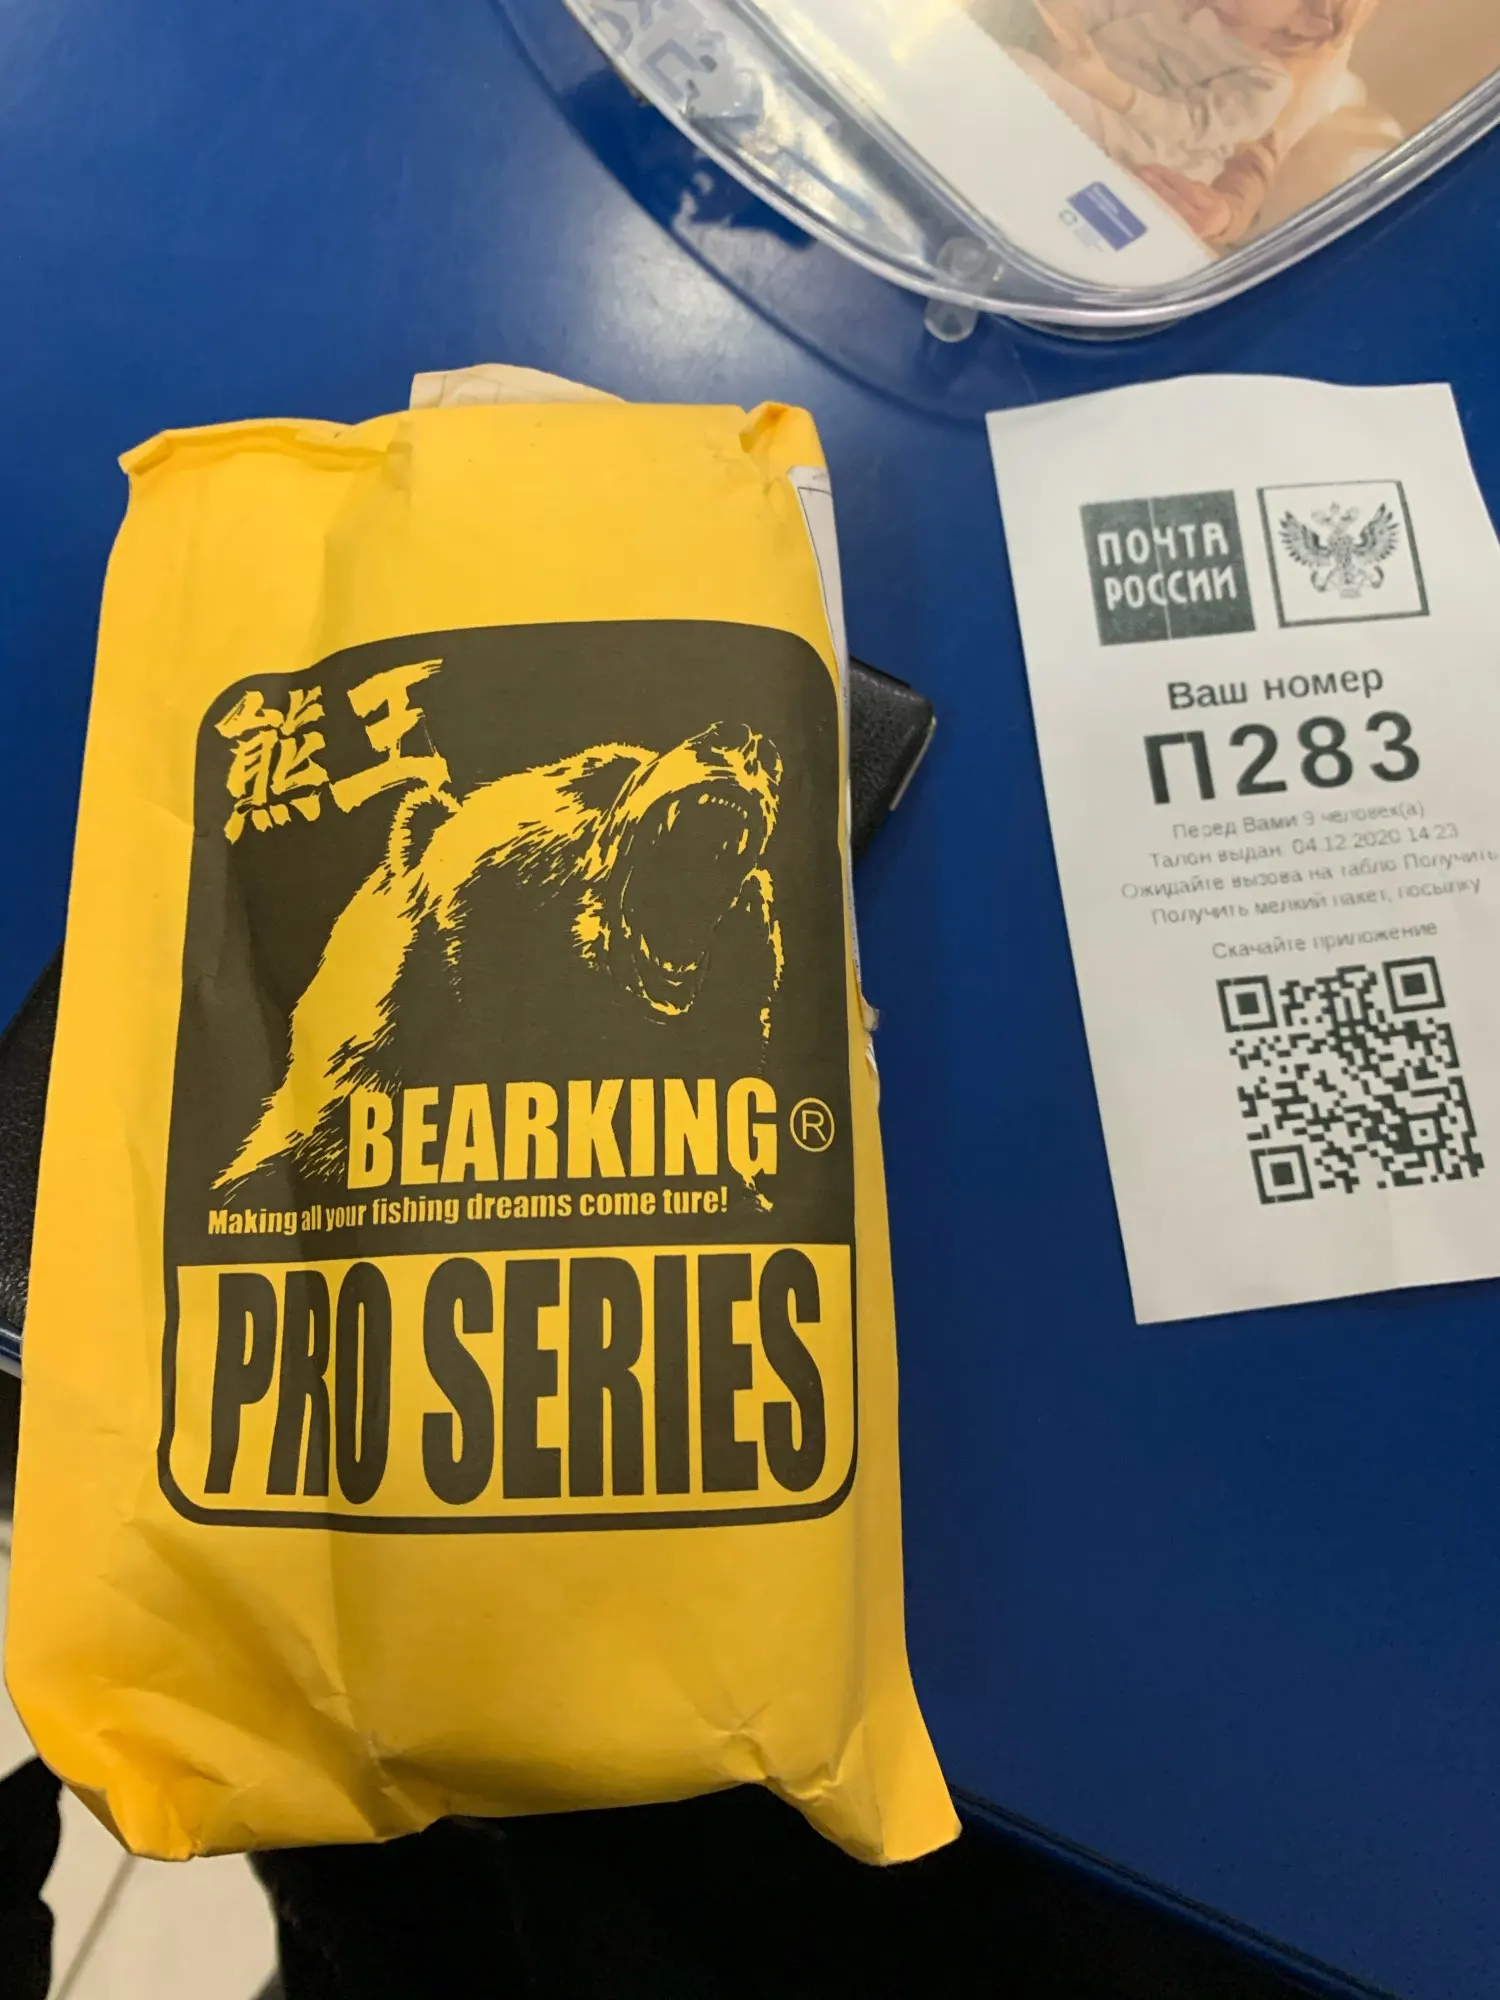 熊王
BEARKING®
Making all your fishing dreams come ture!
PRO SERIES
ПОЧТА
РОССИИ
Ваш номер
П283
Перед Вами 9 человек(а)
Талон выдан: 04.12.2020 14:23
Ожидайте вызова на табло Получить
Получить мелкий пакет, посылку
Скачайте приложение